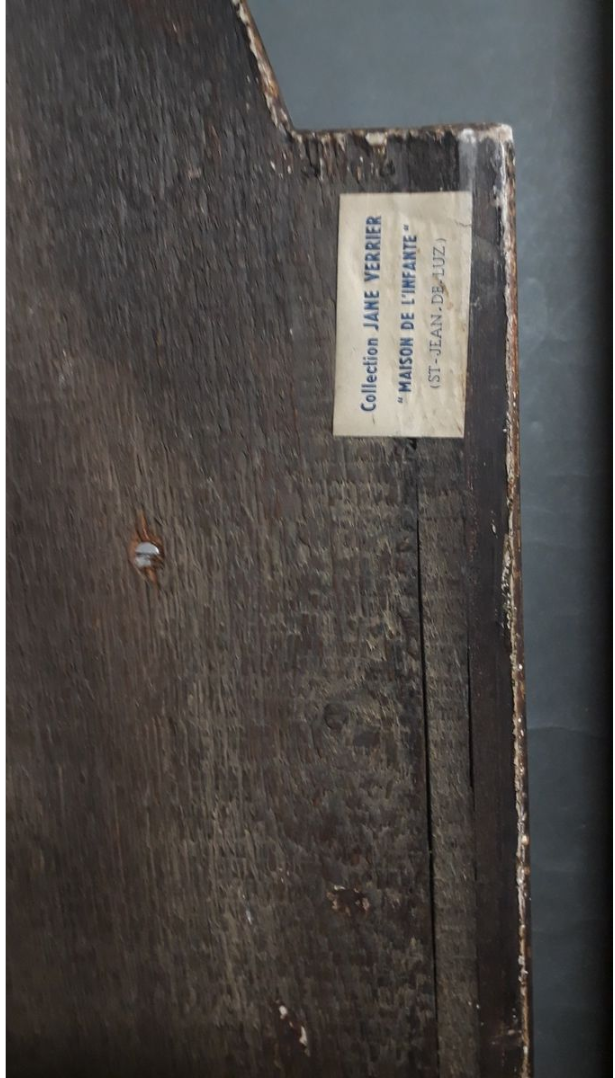 Collection JANE VERRIER
"MAISON DE L'INFANTE"
(ST-JEAN.DE-LUZ)